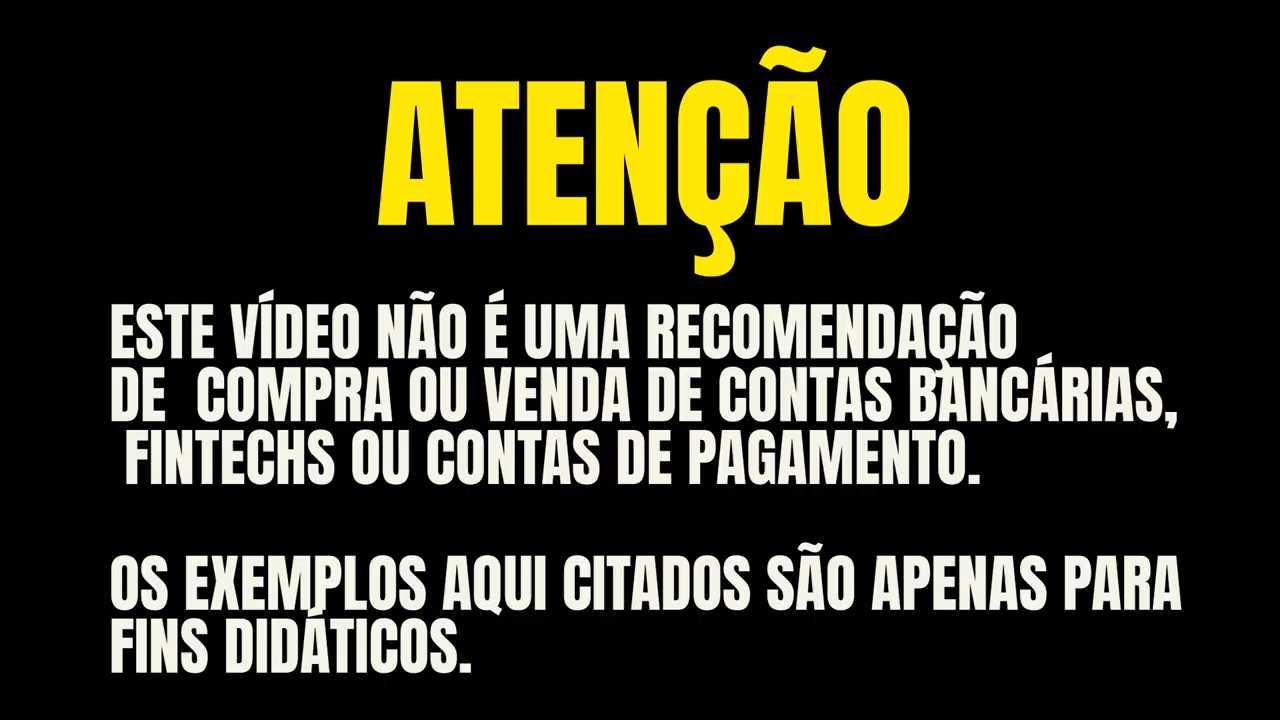 ATENÇÃO
ESTE VÍDEO NÃO É UMA RECOMENDAÇÃO
DE COMPRA OU VENDA DE CONTAS BANCÁRIAS,
FINTECHS OU CONTAS DE PAGAMENTO.
OS EXEMPLOS AQUI CITADOS SÃO APENAS PARA
FINS DIDÁTICOS.